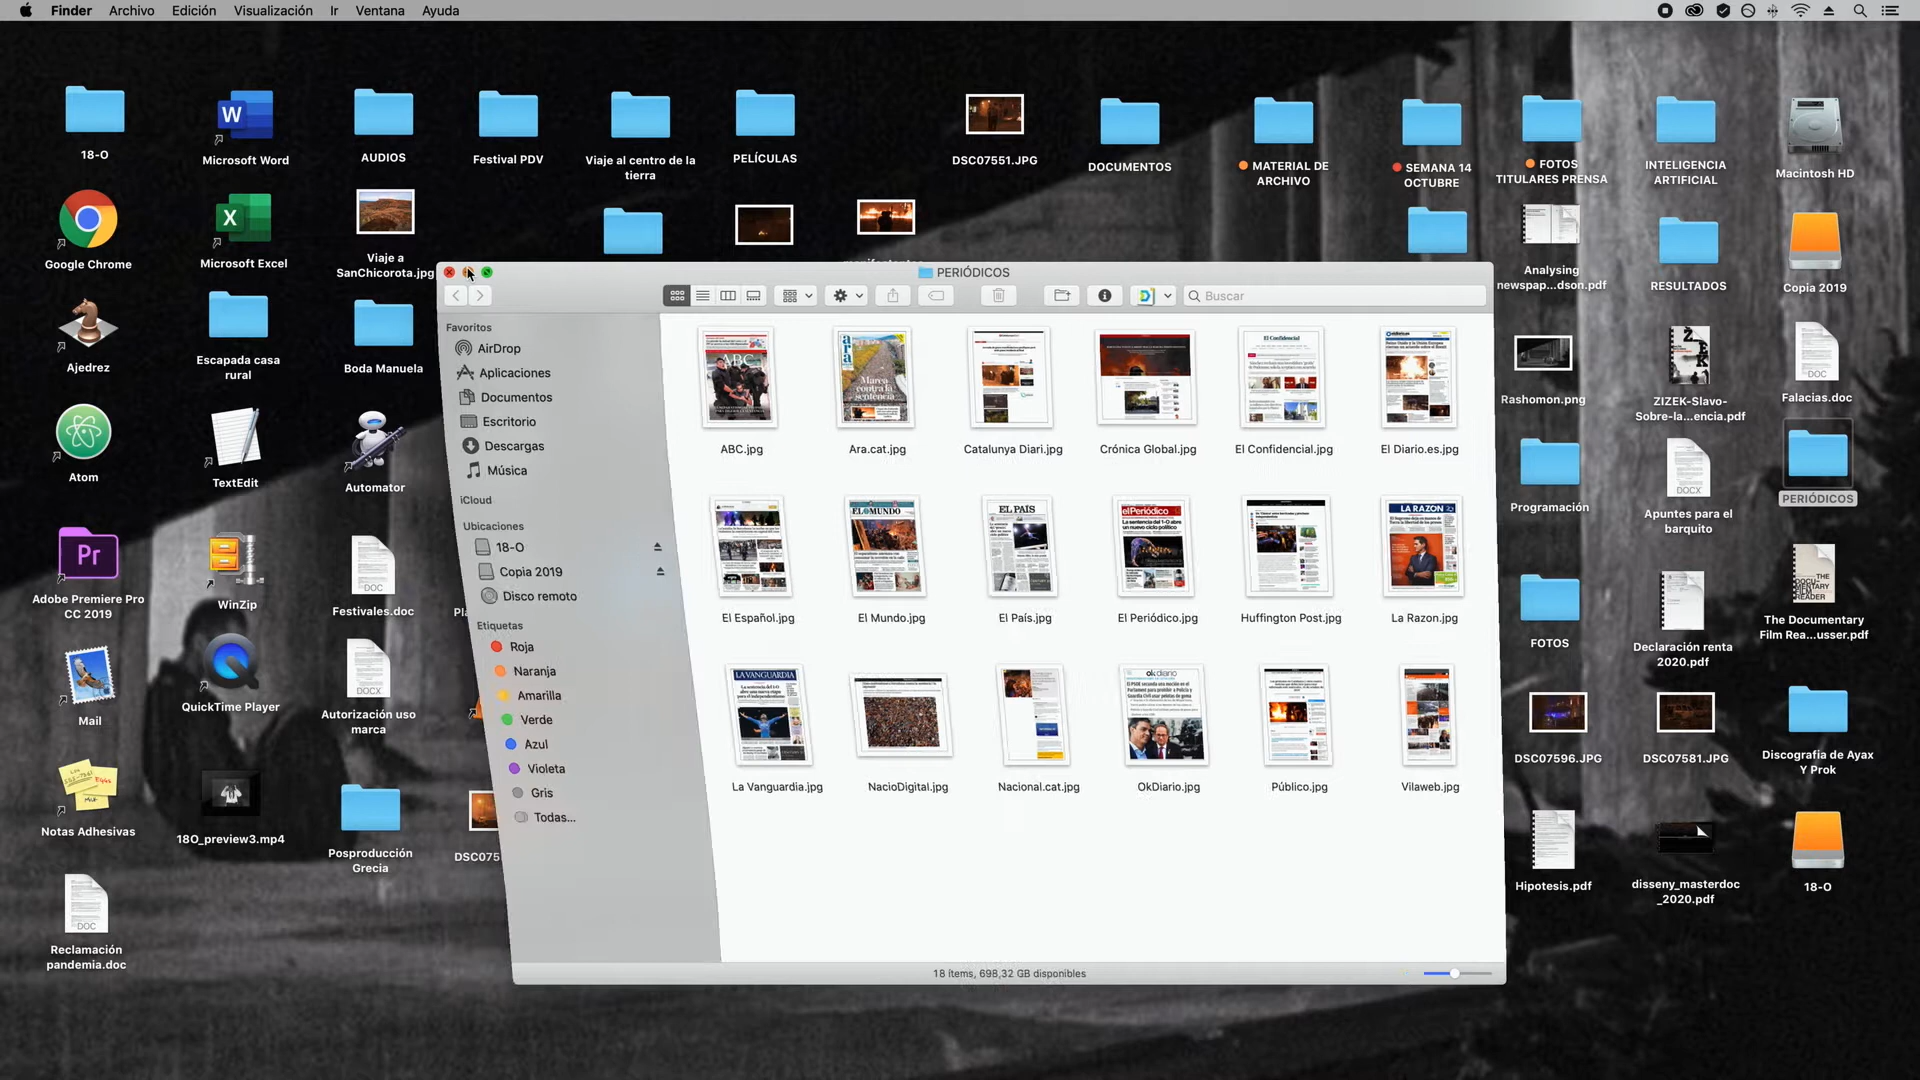 Finder Archivo Edición Visualización Ir Ventana Ayuda
18-O
Microsoft Word
AUDIOS
Festival PDV
Viaje al centro de la
tierra
PELÍCULAS
DSC07551.JPG
DOCUMENTOS
MATERIAL DE
ARCHIVO
SEMANA 14
OCTUBRE
FOTOS
TITULARES PRENSA
INTELIGENCIA
ARTIFICIAL
Macintosh HD
Google Chrome
Microsoft Excel
Viaje a
SanChicorota.jpg
Analysing
newspap...dson.pdf
RESULTADOS
Copia 2019
Ajedrez
Escapada casa
rural
Boda Manuela
Rashomon.png
ZIZEK-Slavo-
Sobre-la...encia.pdf
Falacias.doc
Atom
TextEdit
Automator
Programación
Apuntes para el
barquito
PERIÓDICOS
Adobe Premiere Pro
CC 2019
WinZip
Festivales.doc
FOTOS
Declaración renta
2020.pdf
The Documentary
Film Rea...usser.pdf
Mail
QuickTime Player
Autorización uso
marca
DSC07596.JPG
DSC07581.JPG
Discografia de Ayax
Y Prok
Notas Adhesivas
18O_preview3.mp4
Posproducción
Grecia
DSC075
Hipotesis.pdf
disseny_masterdoc
_2020.pdf
18-O
Reclamación
pandemia.doc
PERIÓDICOS
Buscar
Favoritos
AirDrop
Aplicaciones
Documentos
Escritorio
Descargas
Música
iCloud
Ubicaciones
18-O
Copia 2019
Disco remoto
Etiquetas
Roja
Naranja
Amarilla
Verde
Azul
Violeta
Gris
Todas...
ABC.jpg
Ara.cat.jpg
Catalunya Diari.jpg
Crónica Global.jpg
El Confidencial.jpg
El Diario.es.jpg
El Español.jpg
El Mundo.jpg
El País.jpg
El Periódico.jpg
Huffington Post.jpg
La Razon.jpg
La Vanguardia.jpg
NacioDigital.jpg
Nacional.cat.jpg
OkDiario.jpg
Público.jpg
Vilaweb.jpg
18 ítems, 698,32 GB disponibles